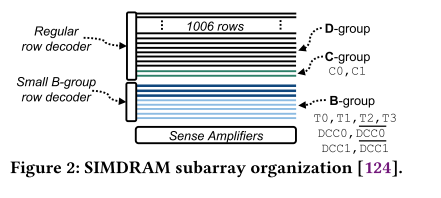 Regular
row decoder
1006 rows
D-group
C-group
C0,C1
Small B-group
row decoder
B-group
T0,T1,T2,T3
DCC0,DCC0
DCC1,DCC1
Sense Amplifiers
Figure 2: SIMDRAM subarray organization [124].